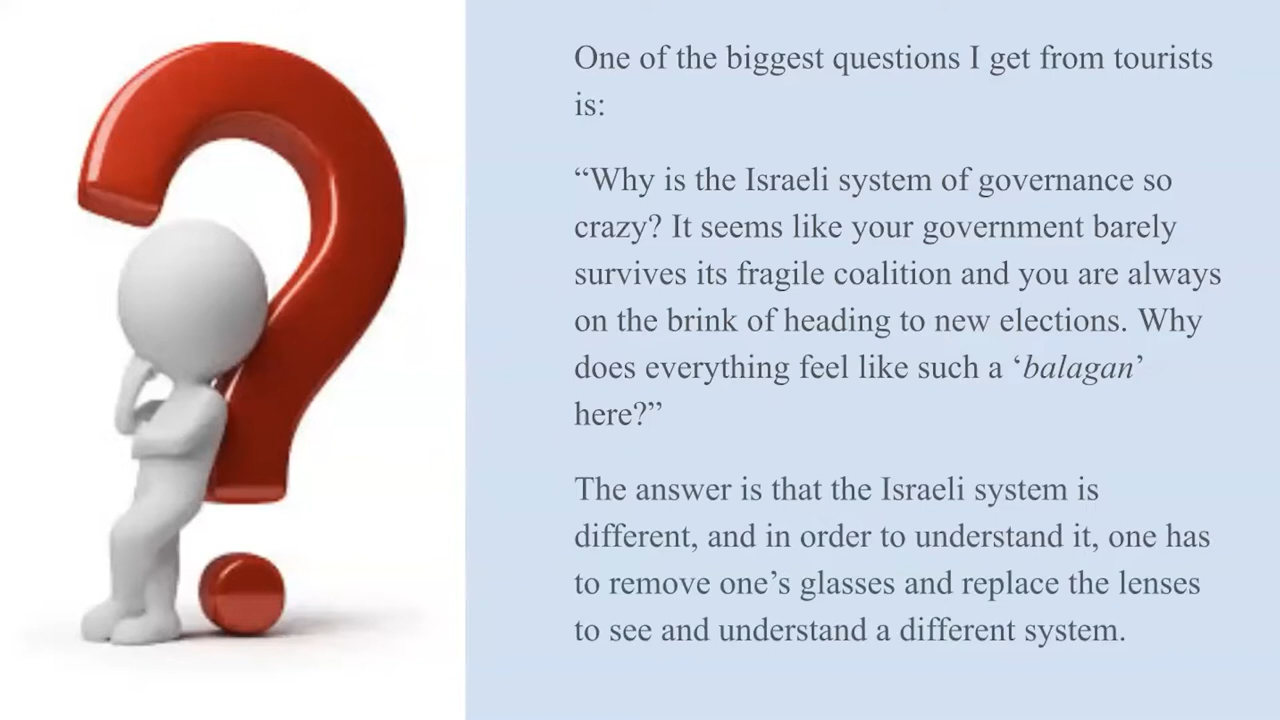 One of the biggest questions I get from tourists
is:
“Why is the Israeli system of governance so
crazy? It seems like your government barely
survives its fragile coalition and you are always
on the brink of heading to new elections. Why
does everything feel like such a ‘balagan’
here?”
The answer is that the Israeli system is
different, and in order to understand it, one has
to remove one’s glasses and replace the lenses
to see and understand a different system.